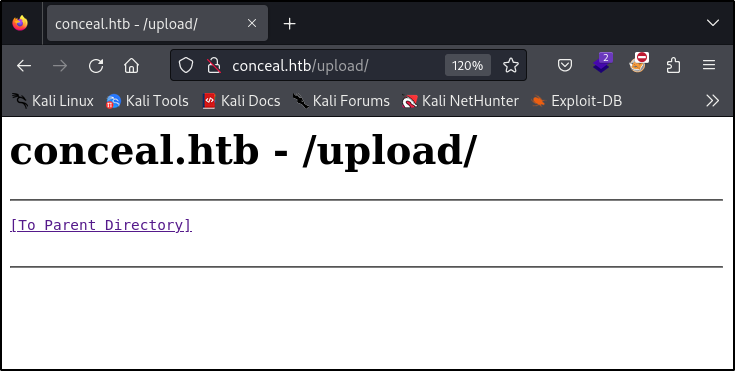 conceal.htb - /upload/
conceal.htb/upload/ 120% 2
Kali Linux Kali Tools Kali Docs Kali Forums Kali NetHunter Exploit-DB
conceal.htb - /upload/
[To Parent Directory]